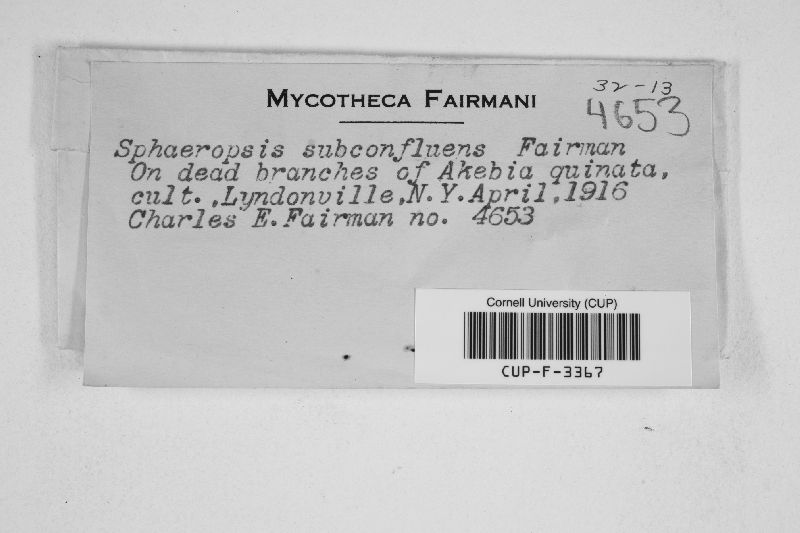 32-13
MYCOTHECA FAIRMANI
4653
Sphaeropsis subconfluens Fairman
On dead branches of Akebia quinata,
cult.,Lyndonville,N.Y.April,1916
Charles E.Fairman no. 4653
Cornell University (CUP)
CUP-F-3367